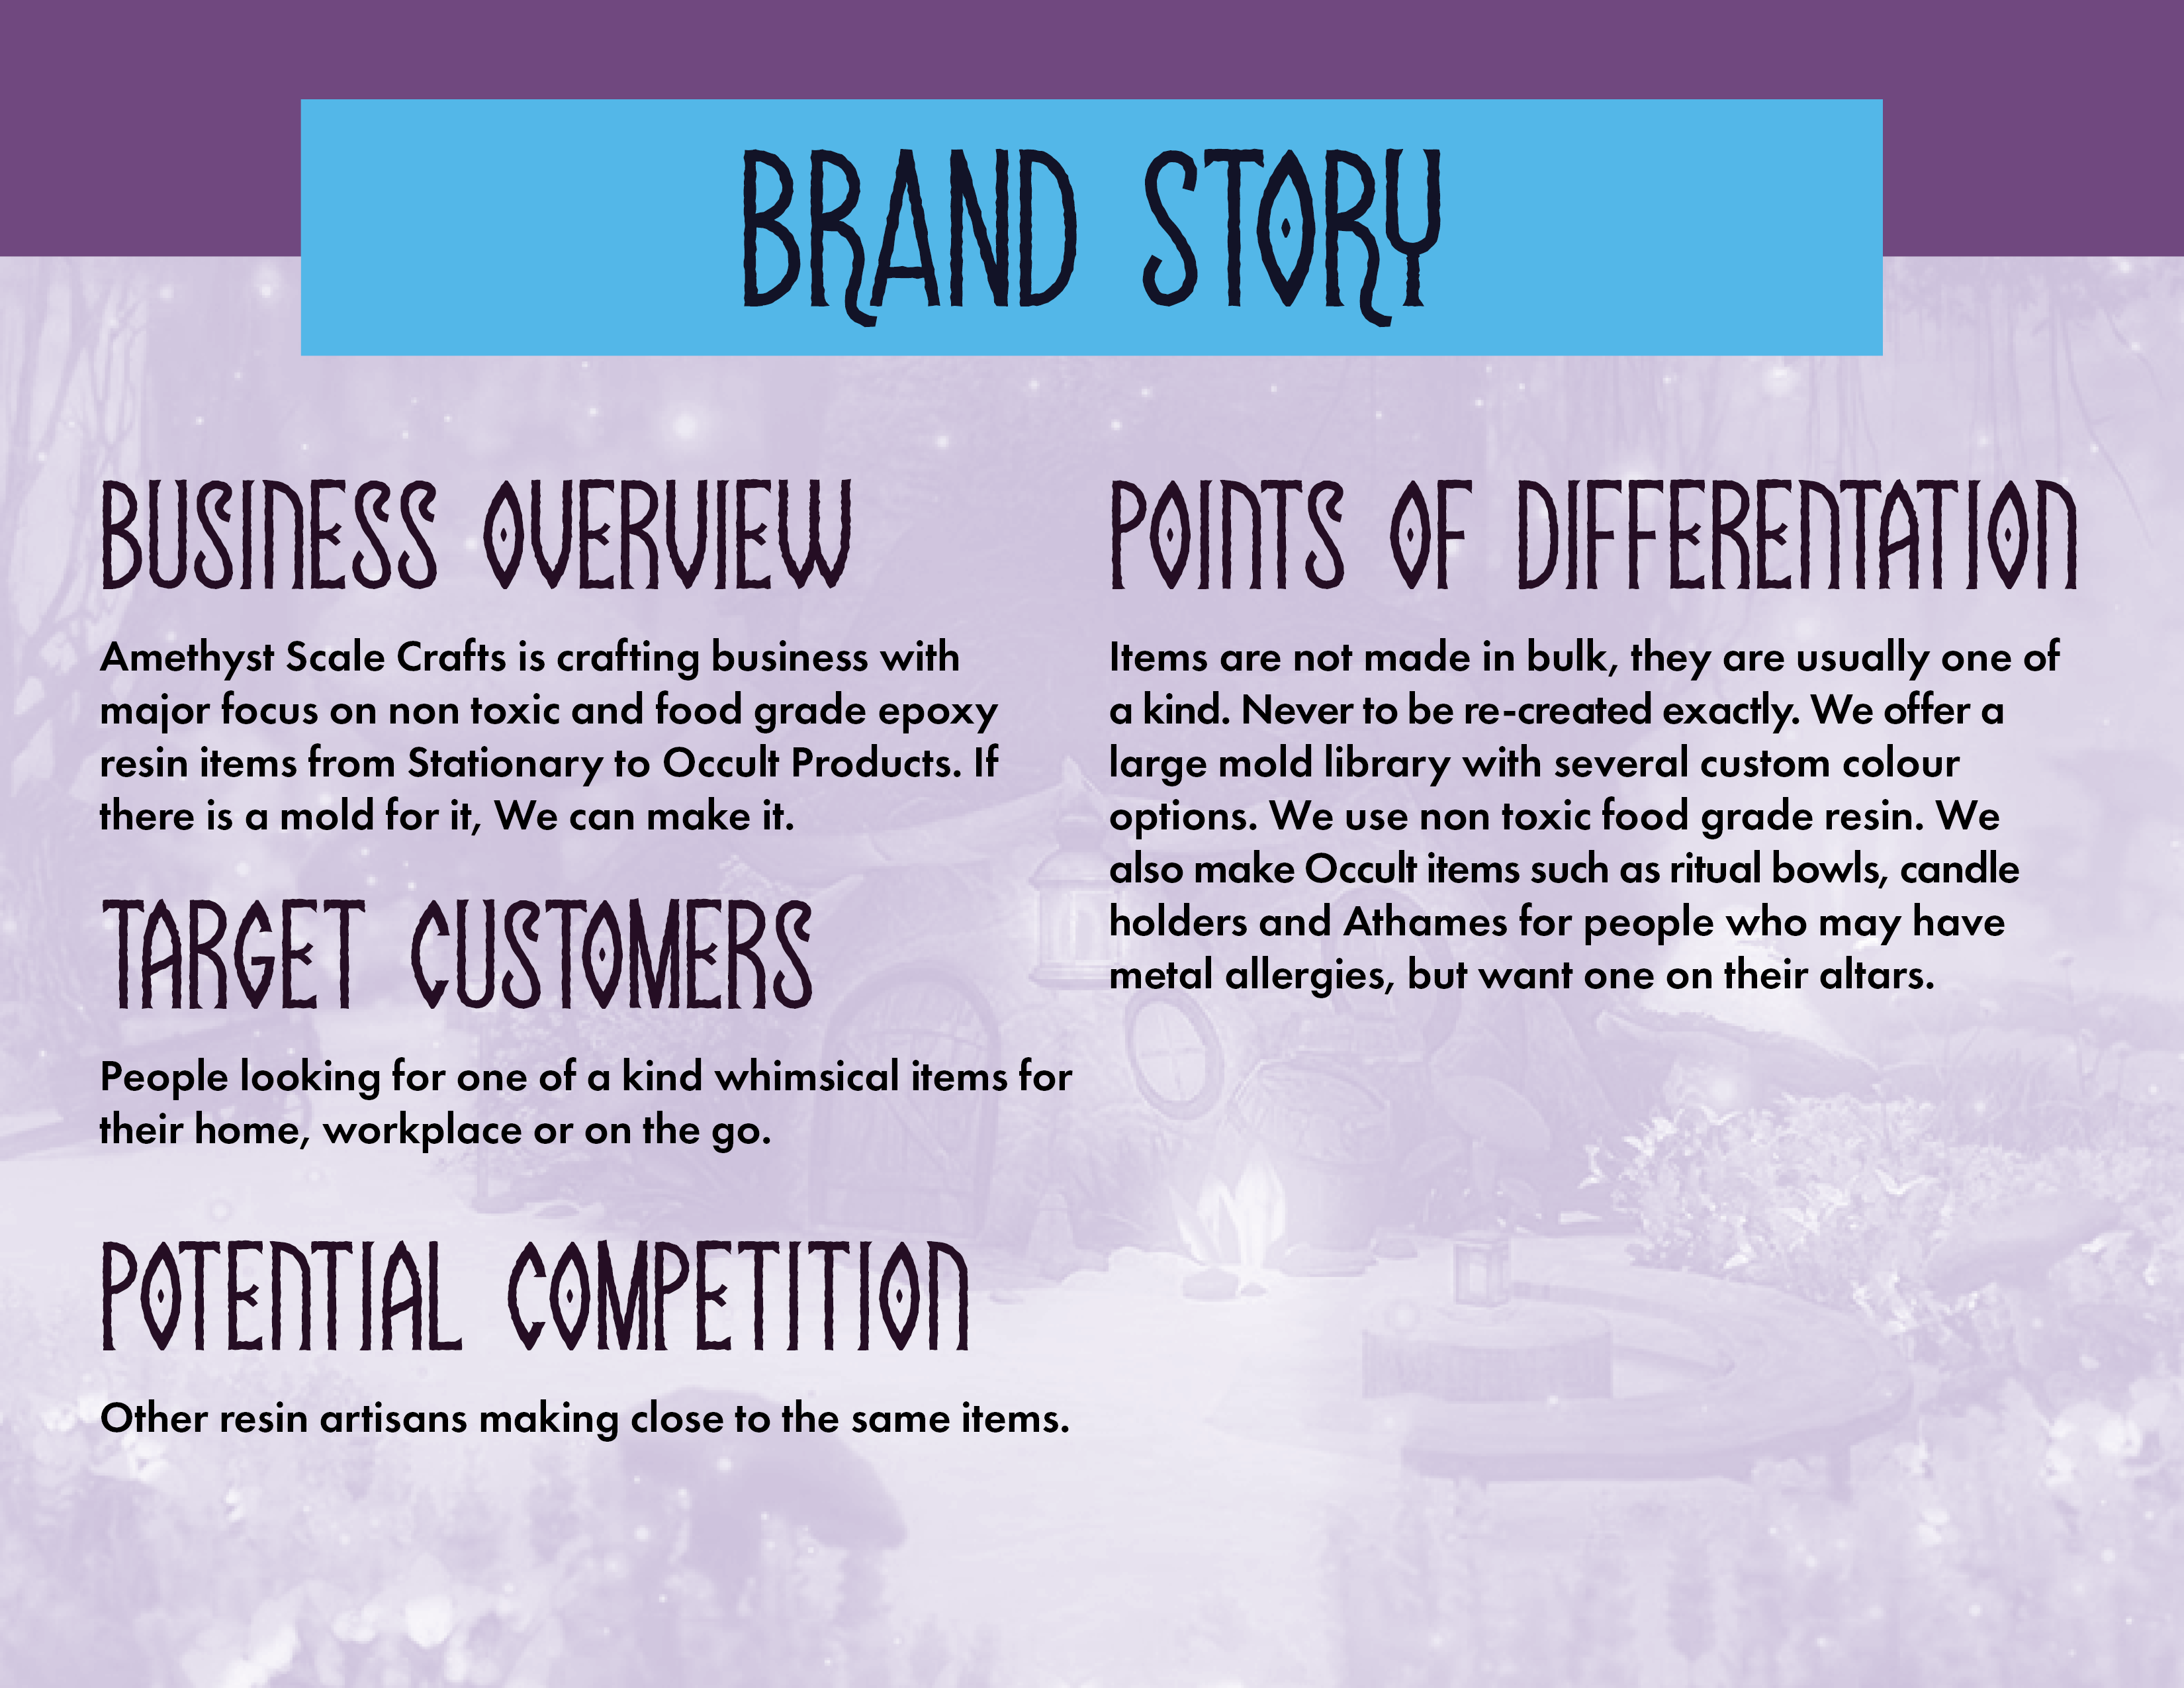 BRAND STORY
BUSINESS OVERVIEW
Amethyst Scale Crafts is crafting business with
major focus on non toxic and food grade epoxy
resin items from Stationary to Occult Products. If
there is a mold for it, We can make it.
TARGET CUSTOMERS
People looking for one of a kind whimsical items for
their home, workplace or on the go.
POTENTIAL COMPETITION
Other resin artisans making close to the same items.
POINTS OF DIFFERENTATION
Items are not made in bulk, they are usually one of
a kind. Never to be re-created exactly. We offer a
large mold library with several custom colour
options. We use non toxic food grade resin. We
also make Occult items such as ritual bowls, candle
holders and Athames for people who may have
metal allergies, but want one on their altars.